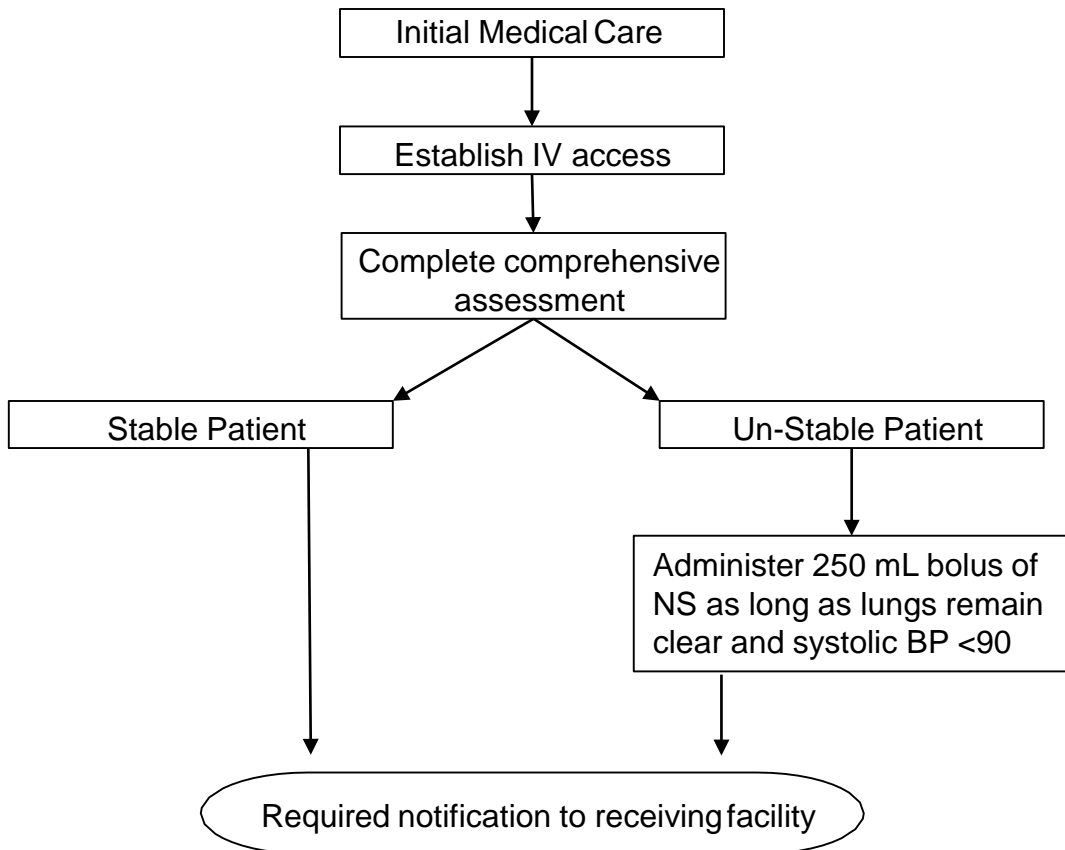 Initial Medical Care
Establish IV access
Complete comprehensive
assessment
Stable Patient
Un-Stable Patient
Administer 250 mL bolus of
NS as long as lungs remain
clear and systolic BP <90
Required notification to receiving facility